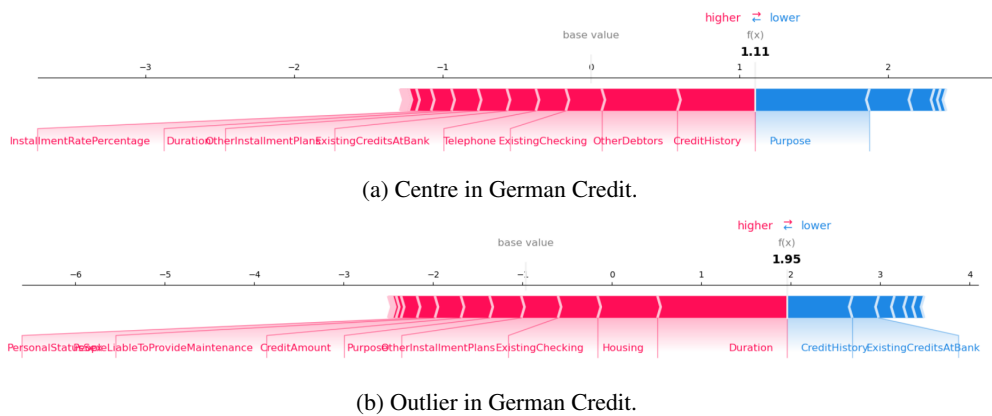 higher ⇄ lower
base value f(x)
1.11
−3 −2 −1 0 1 2
InstallmentRatePercentage Duration OtherInstallmentPlans ExistingCreditsAtBank Telephone ExistingChecking OtherDebtors CreditHistory Purpose
(a) Centre in German Credit.
higher ⇄ lower
base value f(x)
1.95
−6 −5 −4 −3 −2 −1 0 1 2 3 4
LiableToProvideMaintenance CreditAmount Purpose OtherInstallmentPlans ExistingChecking Housing Duration CreditHistory ExistingCreditsAtBank
(b) Outlier in German Credit.